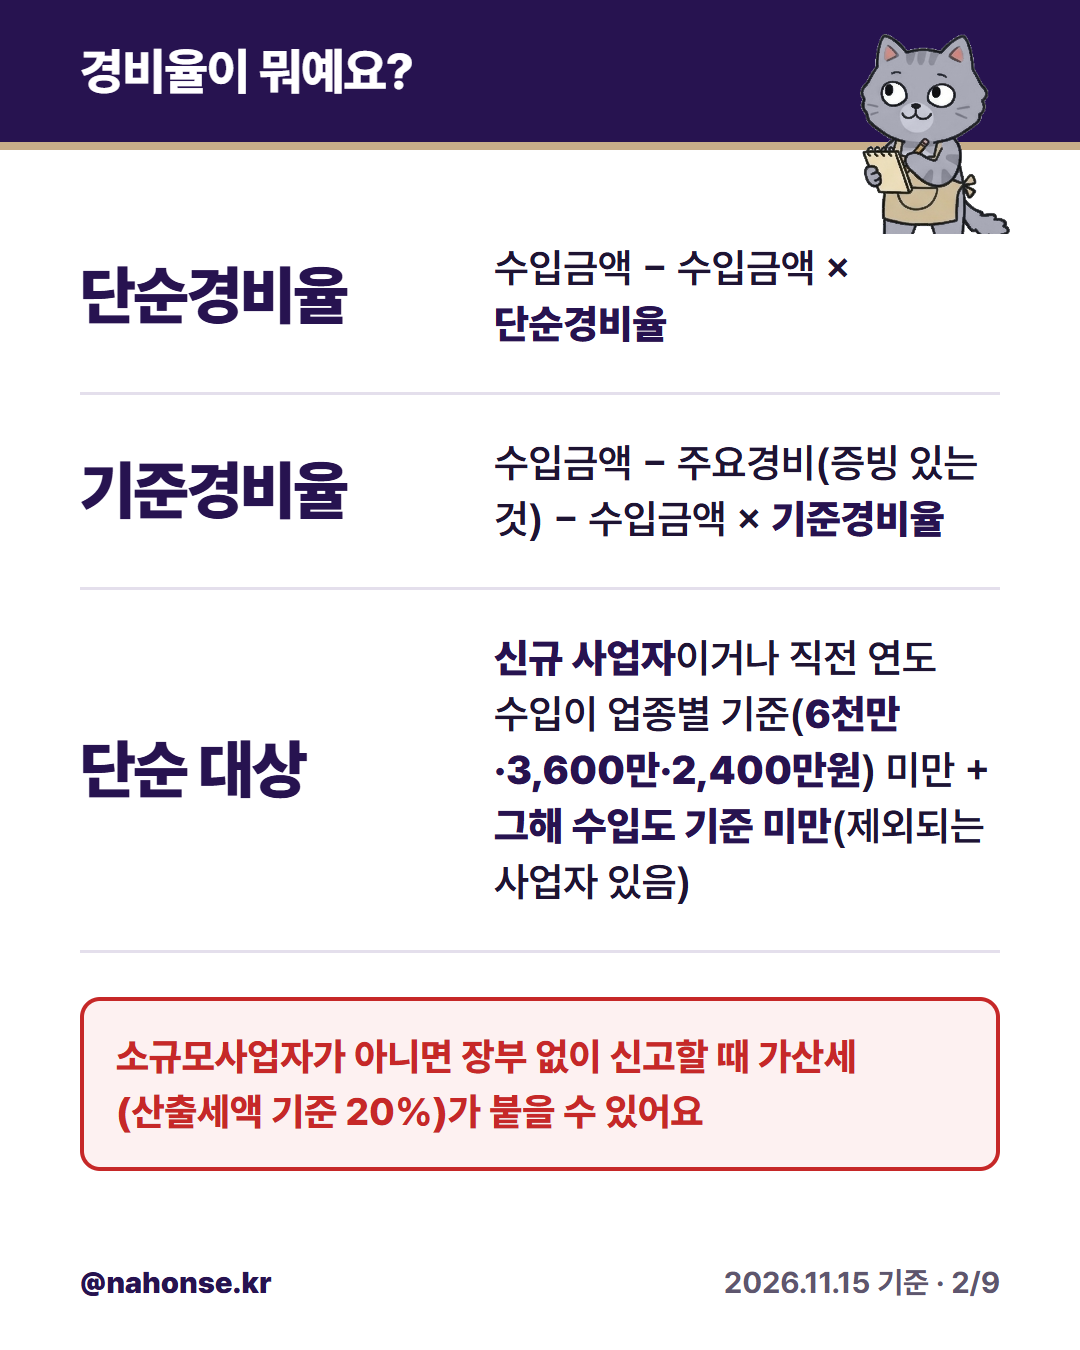 경비율이 뭐예요?
단순경비율
수입금액 − 수입금액 ×
단순경비율
기준경비율
수입금액 − 주요경비(증빙 있는
것) − 수입금액 × 기준경비율
단순 대상
신규 사업자이거나 직전 연도
수입이 업종별 기준(6천만
·3,600만·2,400만원) 미만 +
그해 수입도 기준 미만(제외되는
사업자 있음)
소규모사업자가 아니면 장부 없이 신고할 때 가산세
(산출세액 기준 20%)가 붙을 수 있어요
@nahonse.kr
2026.11.15 기준 · 2/9